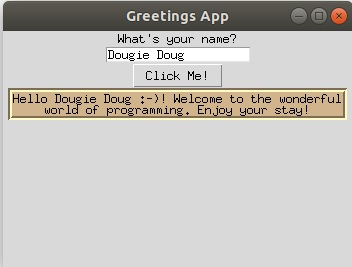 Greetings App
What's your name?
Dougie Doug
Click Me!
Hello Dougie Doug :-)! Welcome to the wonderful
world of programming. Enjoy your stay!